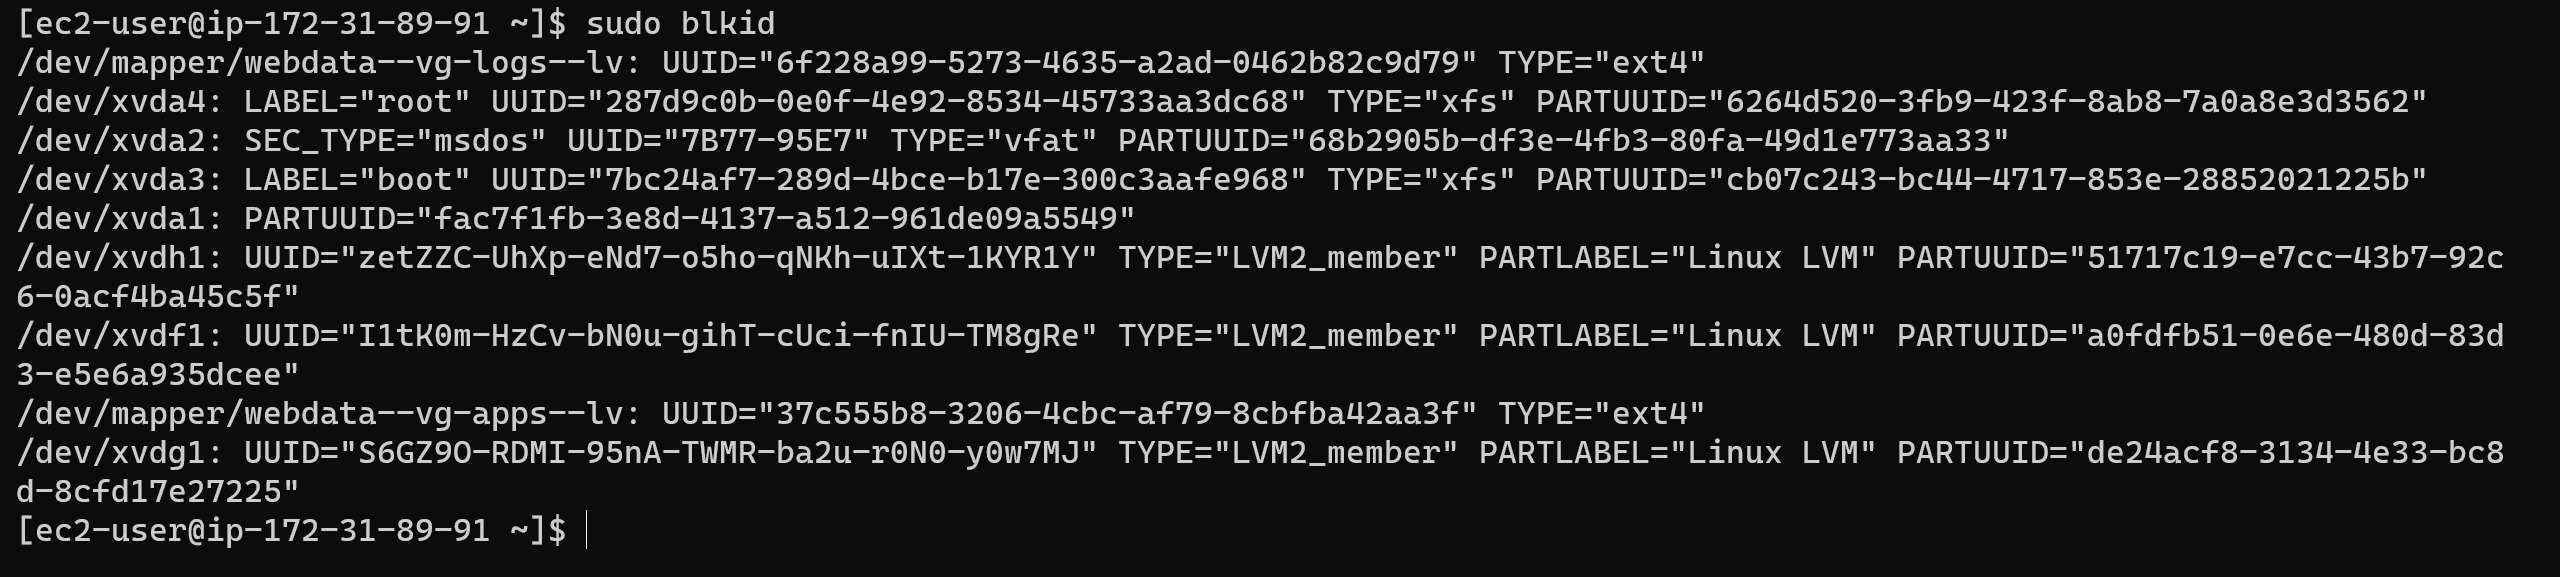 [ec2-user@ip-172-31-89-91 ~]$ sudo blkid
/dev/mapper/webdata--vg-logs--lv: UUID="6f228a99-5273-4635-a2ad-0462b82c9d79" TYPE="ext4"
/dev/xvda4: LABEL="root" UUID="287d9c0b-0e0f-4e92-8534-45733aa3dc68" TYPE="xfs" PARTUUID="6264d520-3fb9-423f-8ab8-7a0a8e3d3562"
/dev/xvda2: SEC_TYPE="msdos" UUID="7B77-95E7" TYPE="vfat" PARTUUID="68b2905b-df3e-4fb3-80fa-49d1e773aa33"
/dev/xvda3: LABEL="boot" UUID="7bc24af7-289d-4bce-b17e-300c3aafe968" TYPE="xfs" PARTUUID="cb07c243-bc44-4717-853e-28852021225b"
/dev/xvda1: PARTUUID="fac7f1fb-3e8d-4137-a512-961de09a5549"
/dev/xvdh1: UUID="zetZZC-UhXp-eNd7-o5ho-qNKh-uIXt-1KYR1Y" TYPE="LVM2_member" PARTLABEL="Linux LVM" PARTUUID="51717c19-e7cc-43b7-92c
6-0acf4ba45c5f"
/dev/xvdf1: UUID="I1tK0m-HzCv-bN0u-gihT-cUci-fnIU-TM8gRe" TYPE="LVM2_member" PARTLABEL="Linux LVM" PARTUUID="a0fdfb51-0e6e-480d-83d
3-e5e6a935dcee"
/dev/mapper/webdata--vg-apps--lv: UUID="37c555b8-3206-4cbc-af79-8cbfba42aa3f" TYPE="ext4"
/dev/xvdg1: UUID="S6GZ9O-RDMI-95nA-TWMR-ba2u-r0N0-y0w7MJ" TYPE="LVM2_member" PARTLABEL="Linux LVM" PARTUUID="de24acf8-3134-4e33-bc8
d-8cfd17e27225"
[ec2-user@ip-172-31-89-91 ~]$